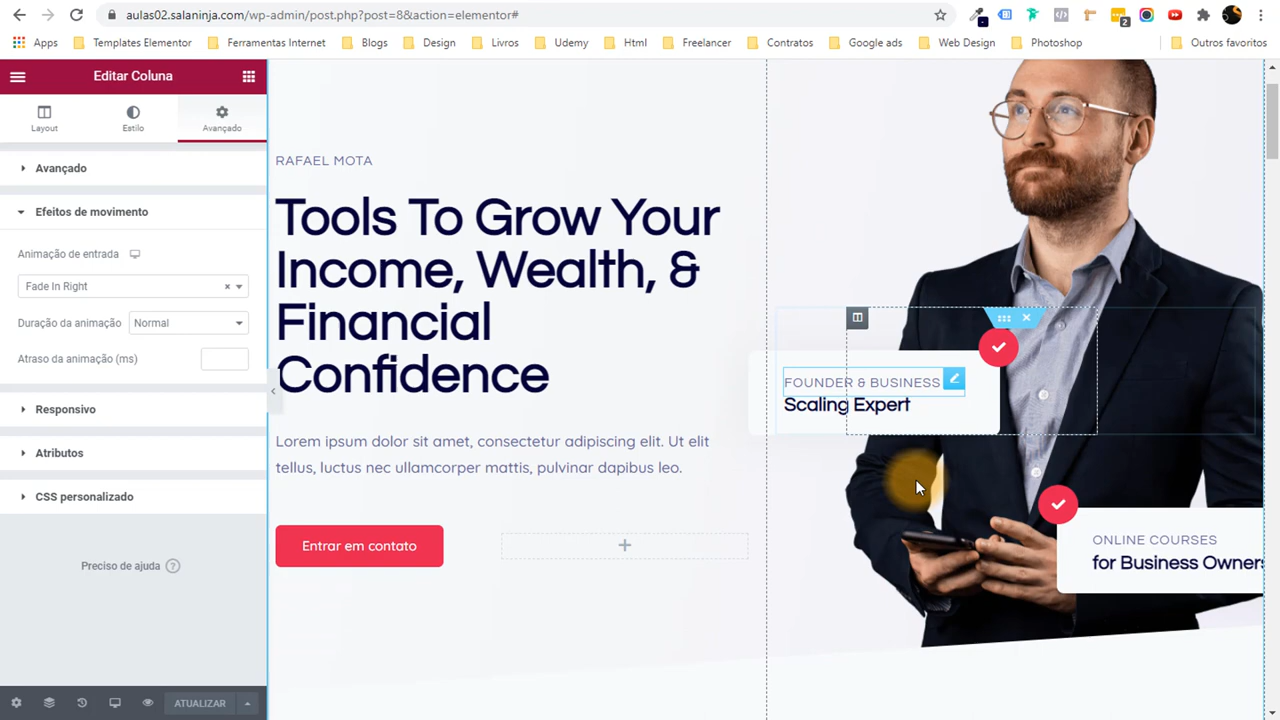 aulas02.salaninja.com/wp-admin/post.php?post=8&action=elementor#
2
Apps
Templates Elementor
Ferramentas Internet
Blogs
Design
Livros
Udemy
Html
Freelancer
Contratos
Google ads
Web Design
Photoshop
Outros favoritos
Editar Coluna
Layout
Estilo
Avançado
Avançado
Efeitos de movimento
Animação de entrada
Fade In Right
×
Duração da animação
Normal
Atraso da animação (ms)
Responsivo
Atributos
CSS personalizado
Preciso de ajuda ?
ATUALIZAR
RAFAEL MOTA
Tools To Grow Your
Income, Wealth, &
Financial
Confidence
Lorem ipsum dolor sit amet, consectetur adipiscing elit. Ut elit
tellus, luctus nec ullamcorper mattis, pulvinar dapibus leo.
Entrar em contato
FOUNDER & BUSINESS
Scaling Expert
ONLINE COURSES
for Business Owners